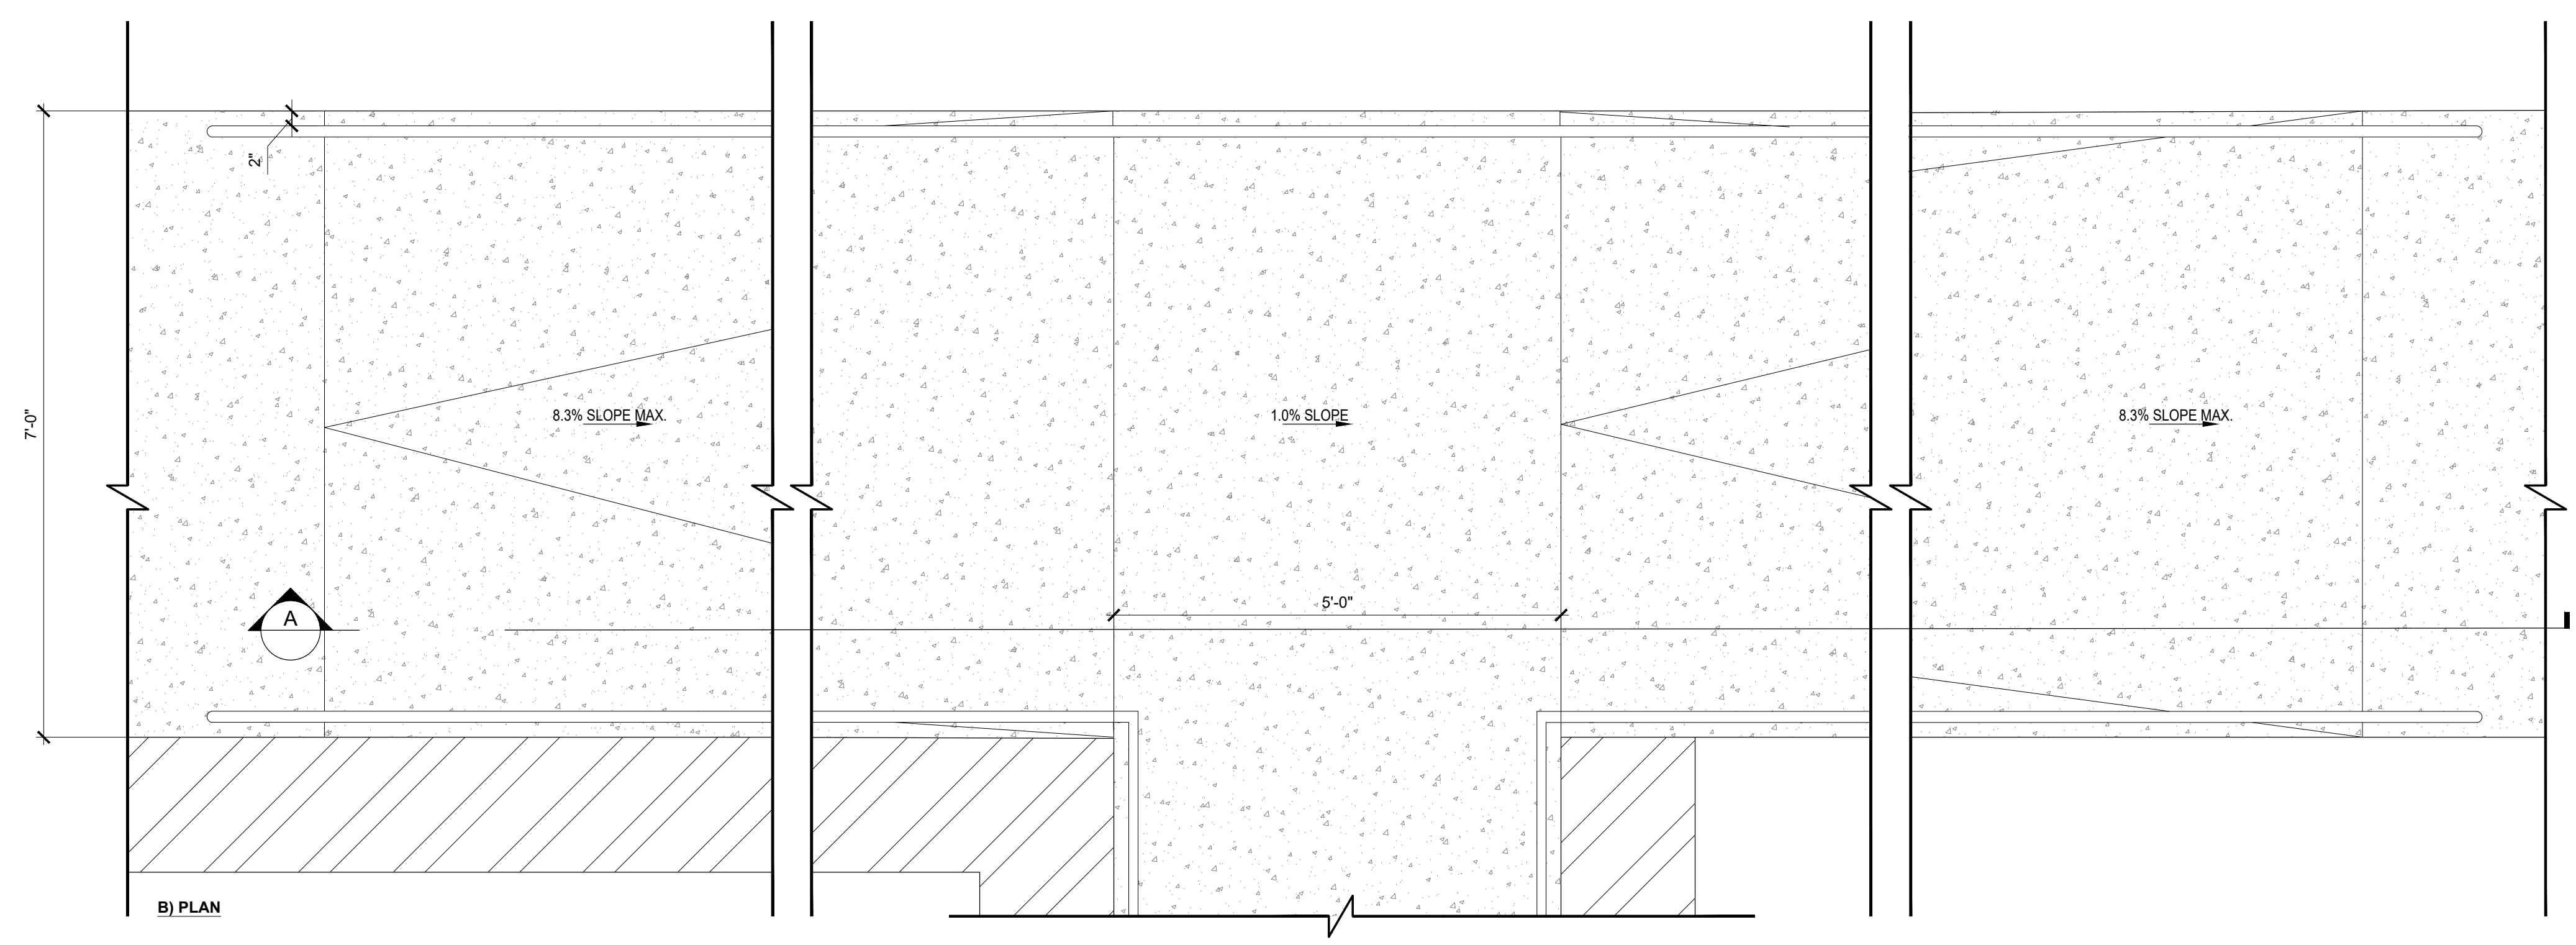 2"
7'-0"
8.3% SLOPE MAX.
1.0% SLOPE
8.3% SLOPE MAX.
5'-0"
A
B) PLAN